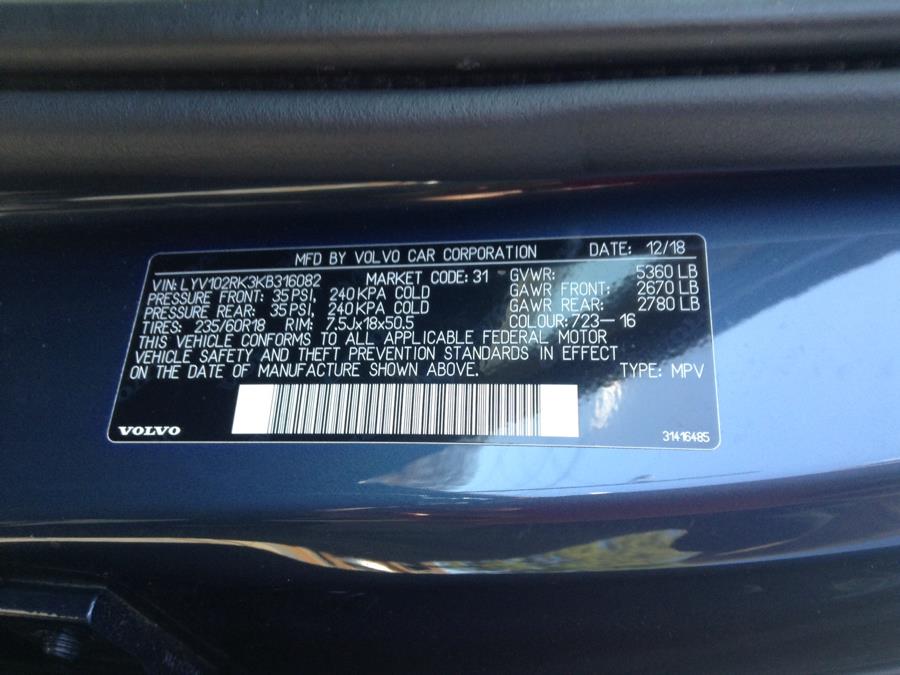 MFD BY VOLVO CAR CORPORATION DATE: 12/18
VIN: LYV102RK3KB316082 MARKET CODE: 31 GVWR: 5360 LB
PRESSURE FRONT: 35 PSI, 240 KPA COLD GAWR FRONT: 2670 LB
PRESSURE REAR: 35 PSI, 240 KPA COLD GAWR REAR: 2780 LB
TIRES: 235/60R18 RIM: 7.5Jx18x50.5 COLOUR: 723-16
THIS VEHICLE CONFORMS TO ALL APPLICABLE FEDERAL MOTOR
VEHICLE SAFETY AND THEFT PREVENTION STANDARDS IN EFFECT
ON THE DATE OF MANUFACTURE SHOWN ABOVE. TYPE: MPV
VOLVO 31416485